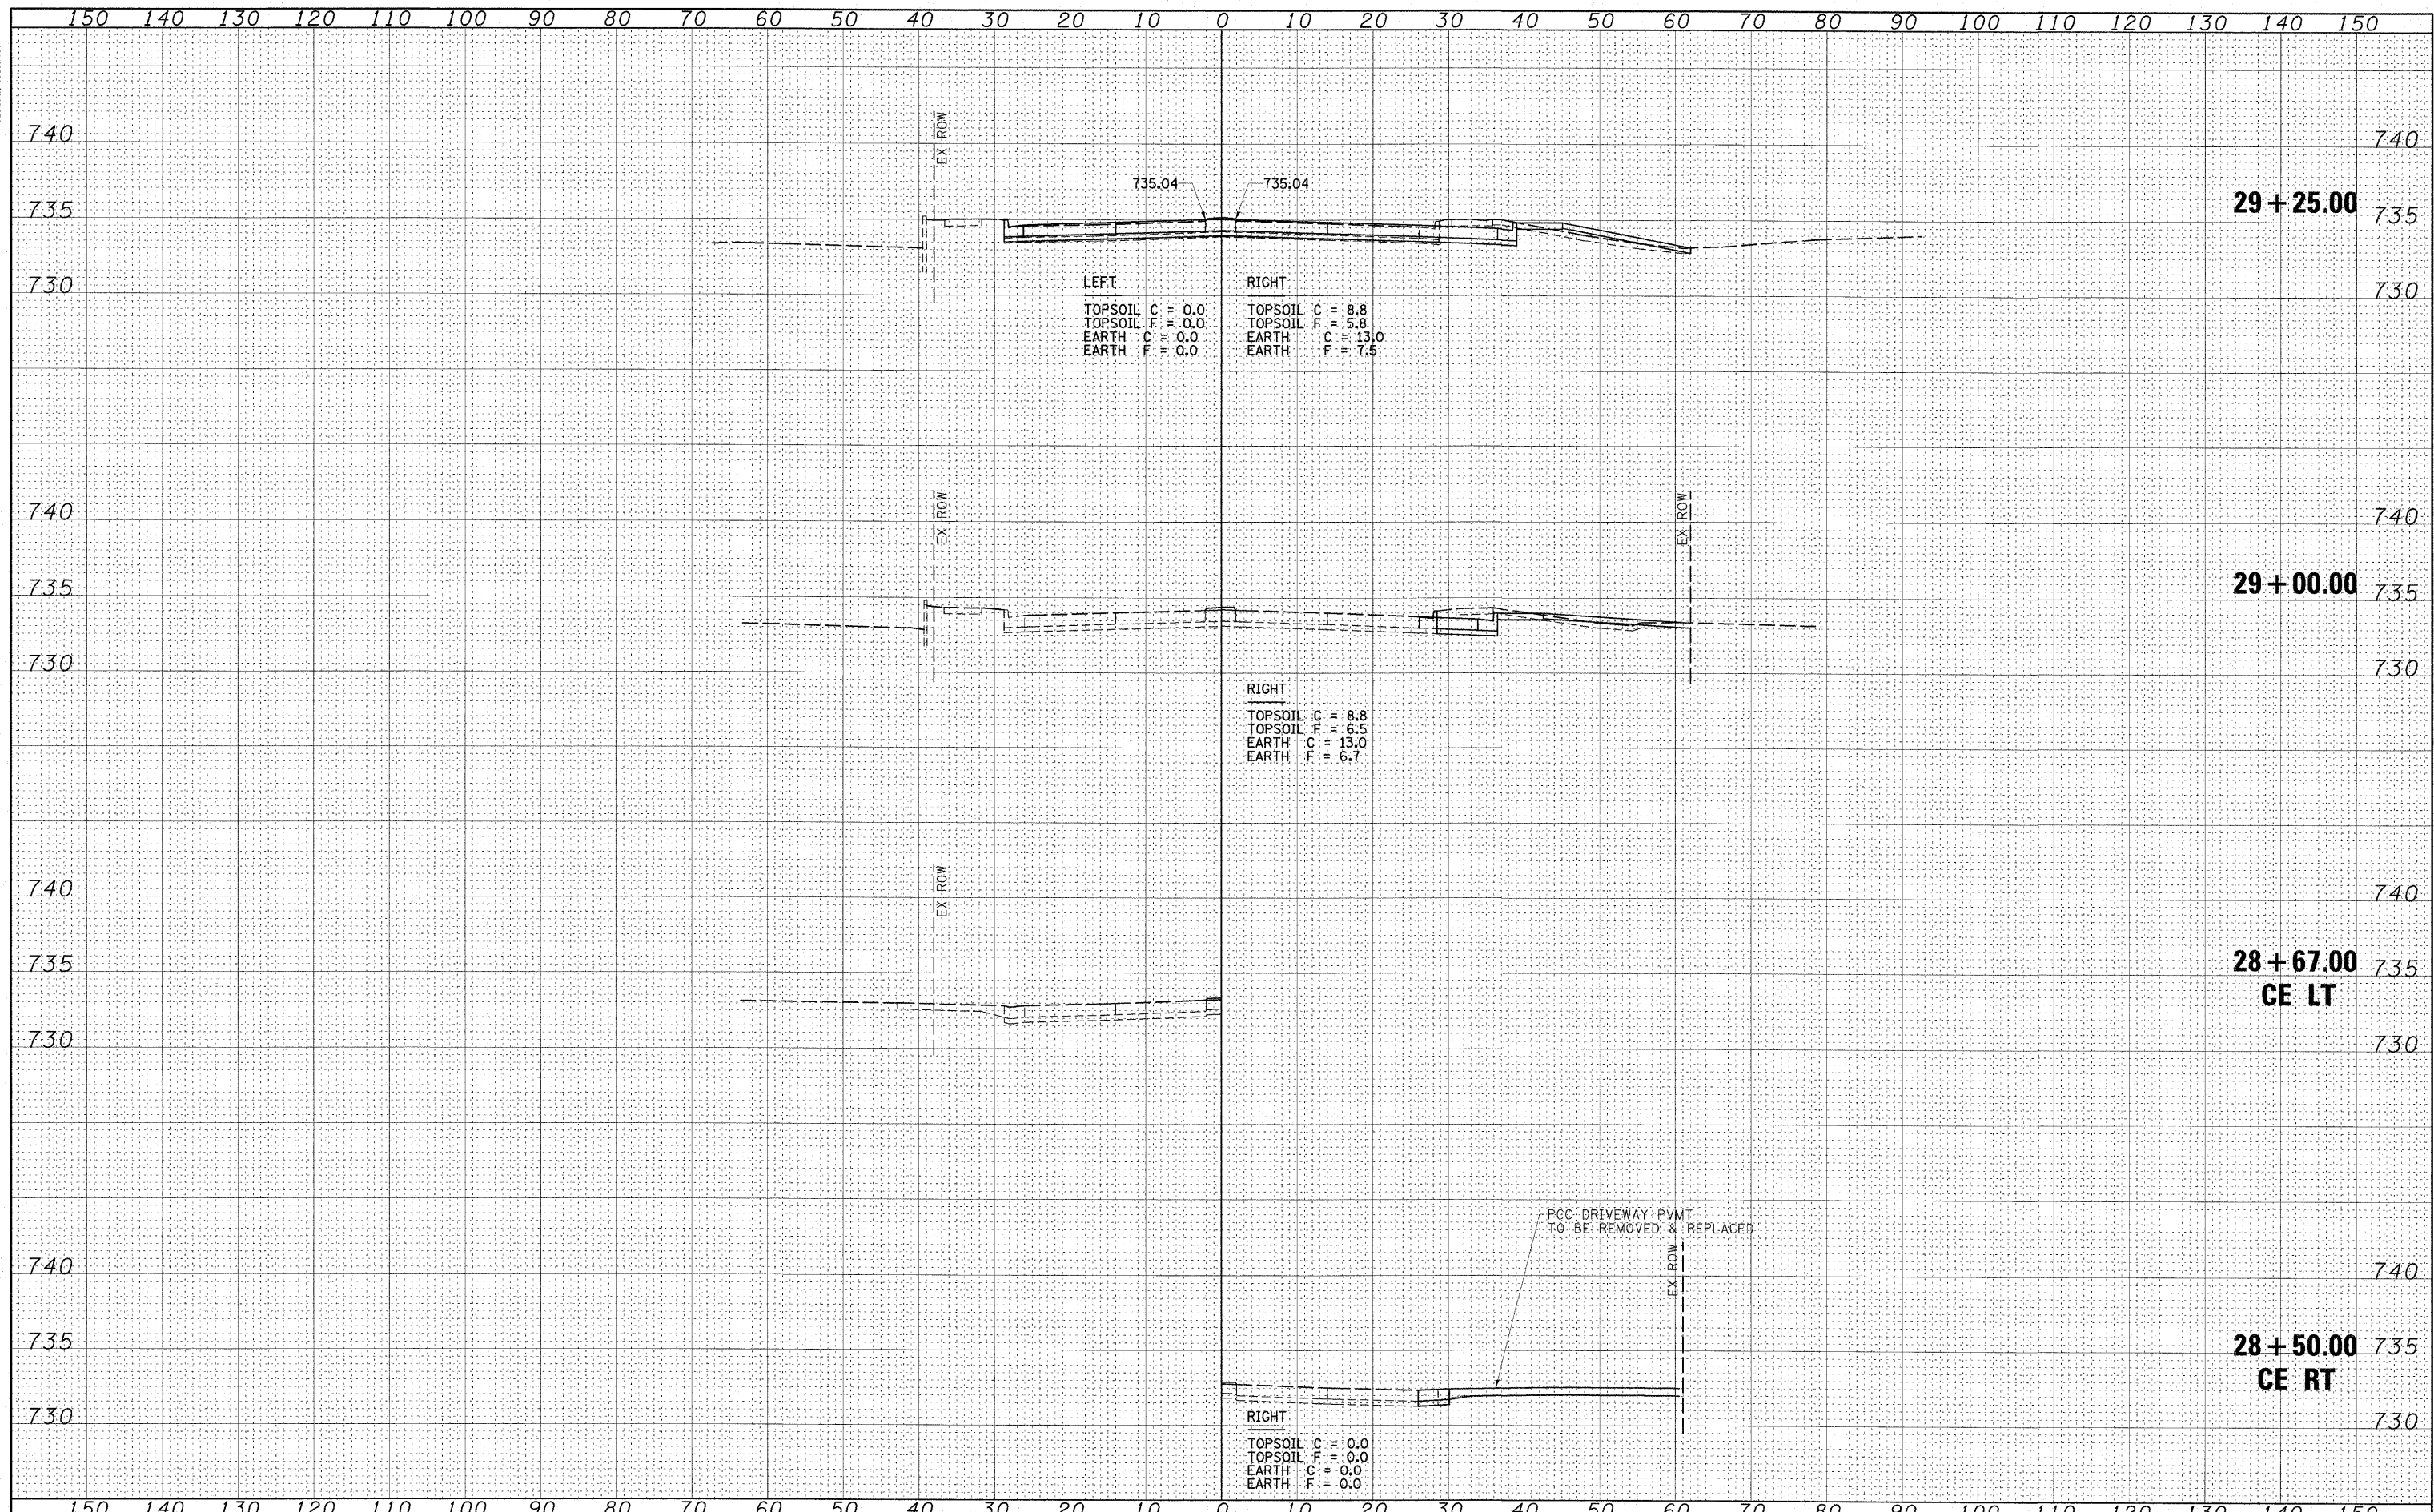 150 140 130 120 110 100 90 80 70 60 50 40 30 20 10 0 10 20 30 40 50 60 70 80 90 100 110 120 130 140 150
EX ROW
740 740
735.04 735.04
29+25.00
735 735
730 730
LEFT
TOPSOIL C = 0.0
TOPSOIL F = 0.0
EARTH C = 0.0
EARTH F = 0.0
RIGHT
TOPSOIL C = 8.8
TOPSOIL F = 5.8
EARTH C = 13.0
EARTH F = 7.5
EX ROW EX ROW
740 740
29+00.00
735 735
730 730
RIGHT
TOPSOIL C = 8.8
TOPSOIL F = 6.5
EARTH C = 13.0
EARTH F = 6.7
EX ROW
740 740
28+67.00
735 735
CE LT
730 730
PCC DRIVEWAY PVMT
TO BE REMOVED & REPLACED
EX ROW
740 740
28+50.00
735 735
CE RT
730 730
RIGHT
TOPSOIL C = 0.0
TOPSOIL F = 0.0
EARTH C = 0.0
EARTH F = 0.0
150 140 130 120 110 100 90 80 70 60 50 40 30 20 10 0 10 20 30 40 50 60 70 80 90 100 110 120 130 140 150